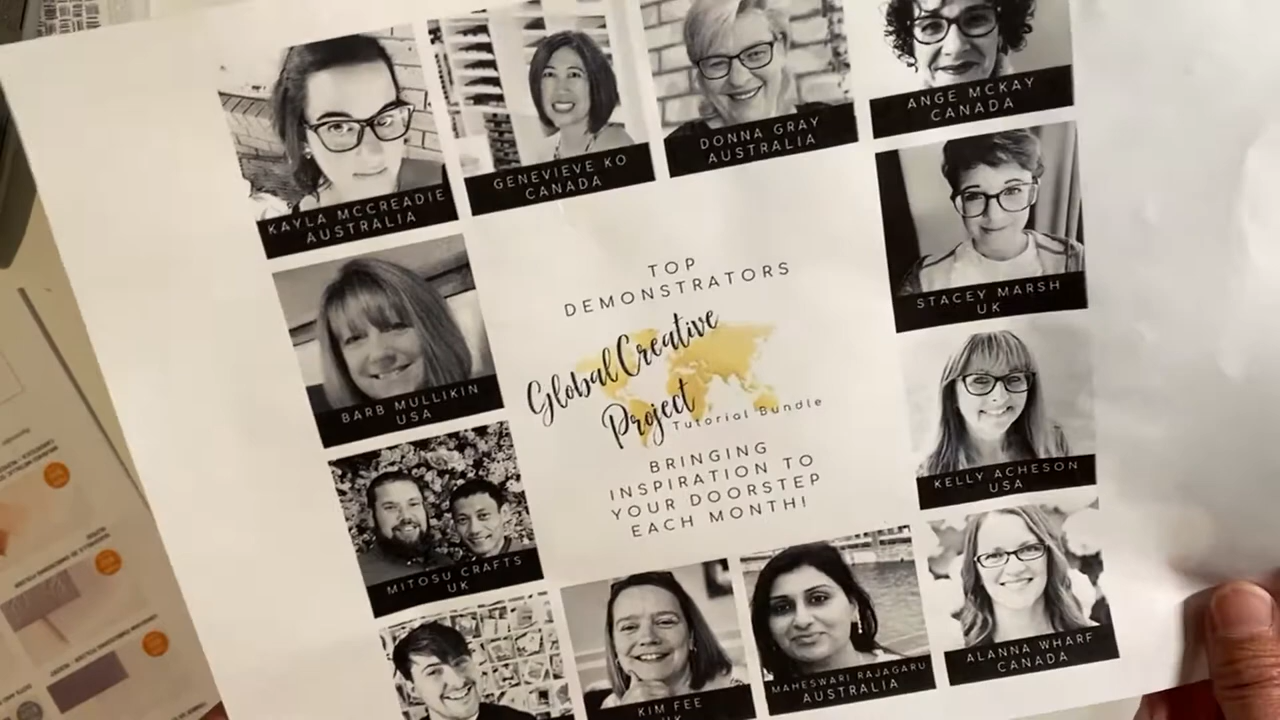 KAYLA MCCREADIE
AUSTRALIA
GENEVIEVE KO
CANADA
DONNA GRAY
AUSTRALIA
ANGE MCKAY
CANADA
STACEY MARSH
UK
BARB MULLIKIN
USA
TOP
DEMONSTRATORS
Global Creative
Project
Tutorial Bundle
BRINGING
INSPIRATION TO
YOUR DOORSTEP
EACH MONTH!
KELLY ACHESON
USA
MITOSU CRAFTS
UK
KIM FEE
UK
MAHESWARI RAJAGARU
AUSTRALIA
ALANNA WHARF
CANADA